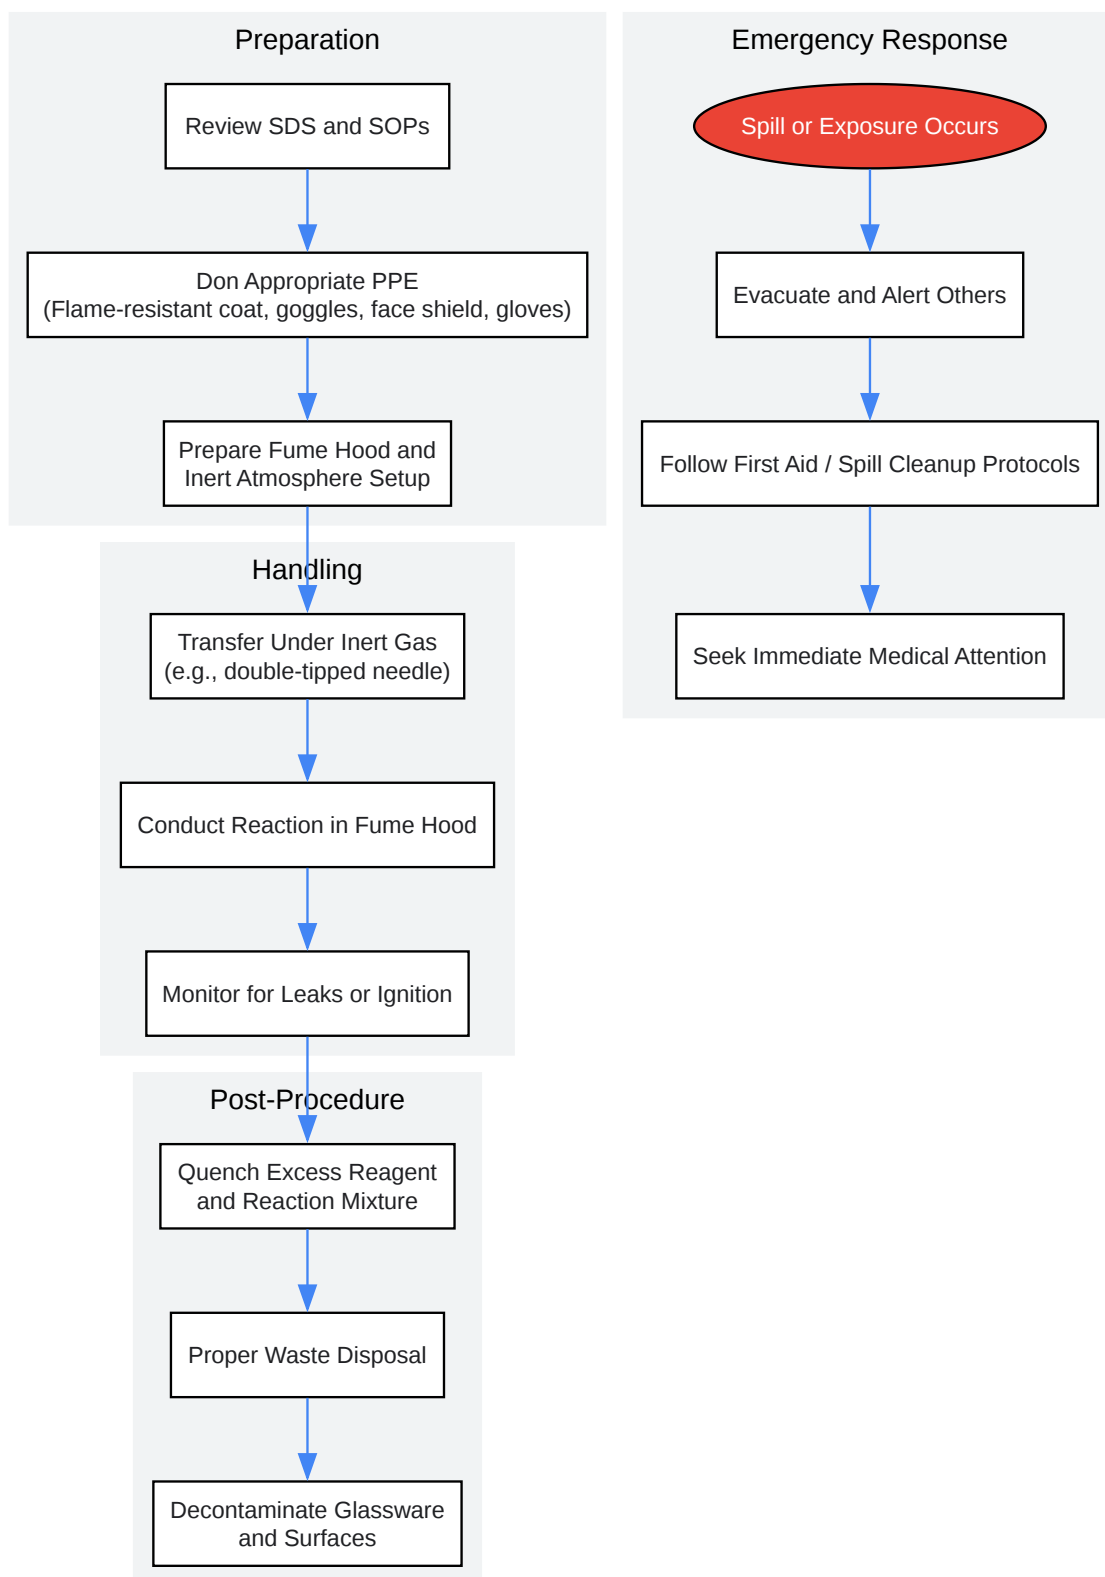 Preparation
Review SDS and SOPs
Don Appropriate PPE
(Flame-resistant coat, goggles, face shield, gloves)
Prepare Fume Hood and
Inert Atmosphere Setup
Handling
Transfer Under Inert Gas
(e.g., double-tipped needle)
Conduct Reaction in Fume Hood
Monitor for Leaks or Ignition
Post-Procedure
Quench Excess Reagent
and Reaction Mixture
Proper Waste Disposal
Decontaminate Glassware
and Surfaces
Emergency Response
Spill or Exposure Occurs
Evacuate and Alert Others
Follow First Aid / Spill Cleanup Protocols
Seek Immediate Medical Attention